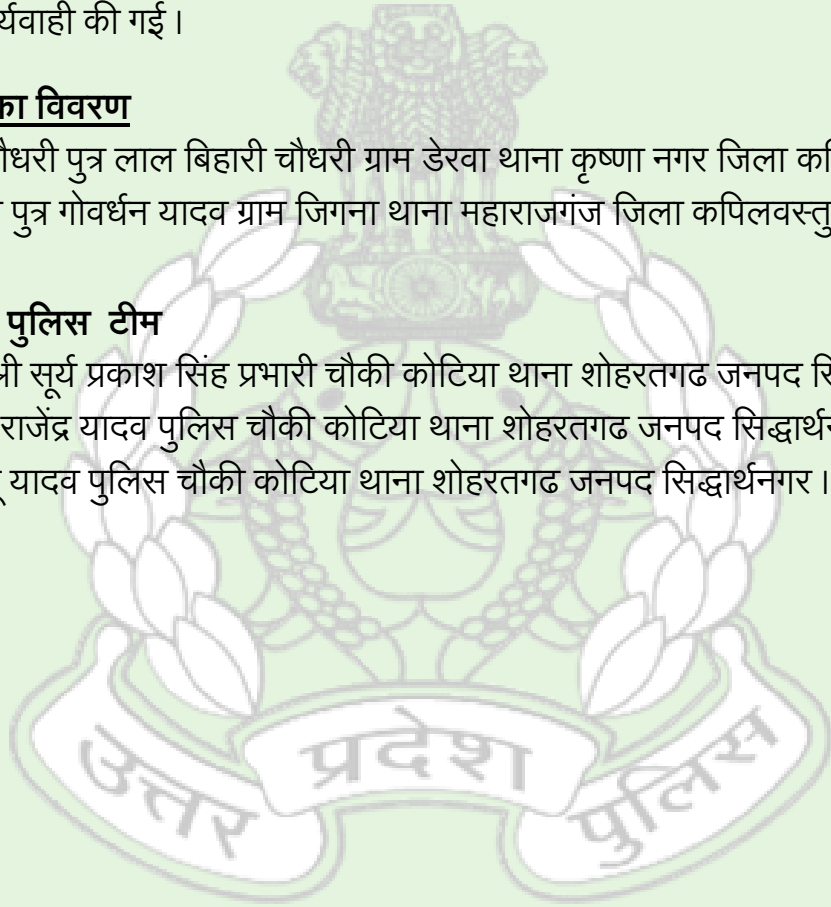 र्यवाही की गई।
का विवरण
ौधरी पुत्र लाल बिहारी चौधरी ग्राम डेरवा थाना कृष्णा नगर जिला कपि
पुत्र गोवर्धन यादव ग्राम जिगना थाना महाराजगंज जिला कपिलवस्तु
पुलिस टीम
श्री सूर्य प्रकाश सिंह प्रभारी चौकी कोटिया थाना शोहरतगढ जनपद सि
राजेंद्र यादव पुलिस चौकी कोटिया थाना शोहरतगढ जनपद सिद्धार्थन
यादव पुलिस चौकी कोटिया थाना शोहरतगढ जनपद सिद्धार्थनगर।
उत्तर प्रदेश पुलिस